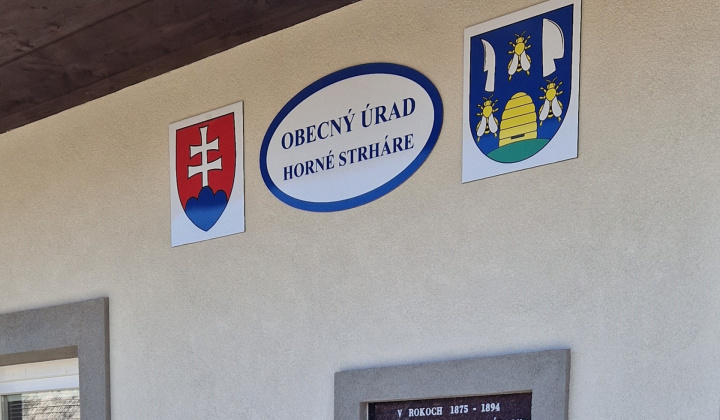 OBECNÝ ÚRAD
HORNÉ STRHÁRE
V ROKOCH 1875 - 1894